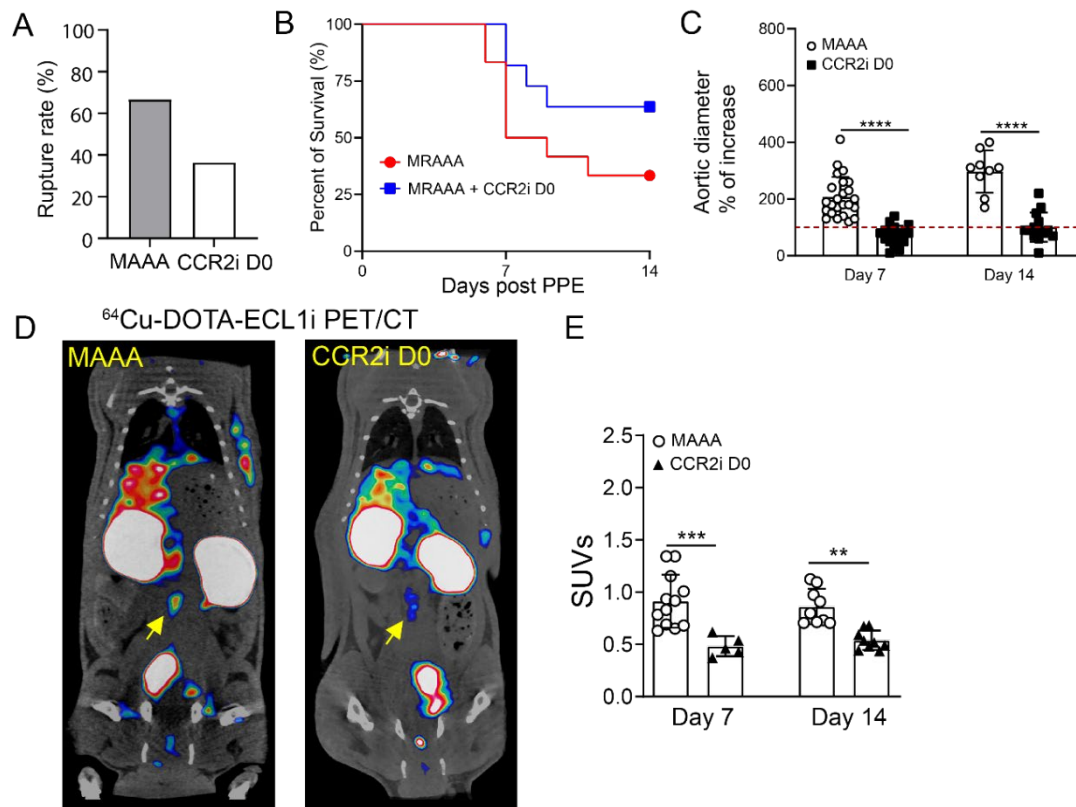 A
Rupture rate (%)
100
80
60
40
20
0
MAAA CCR2i D0
B
Percent of Survival (%)
100
75
50
25
0
MRAAA
MRAAA + CCR2i D0
0 7 14
Days post PPE
C
MAAA
CCR2i D0
Aortic diameter
% of increase
800
600
400
200
0
**** ****
Day 7 Day 14
D
⁶⁴Cu-DOTA-ECL1i PET/CT
MAAA
CCR2i D0
E
MAAA
CCR2i D0
SUVs
2.5
2.0
1.5
1.0
0.5
0.0
*** **
Day 7 Day 14